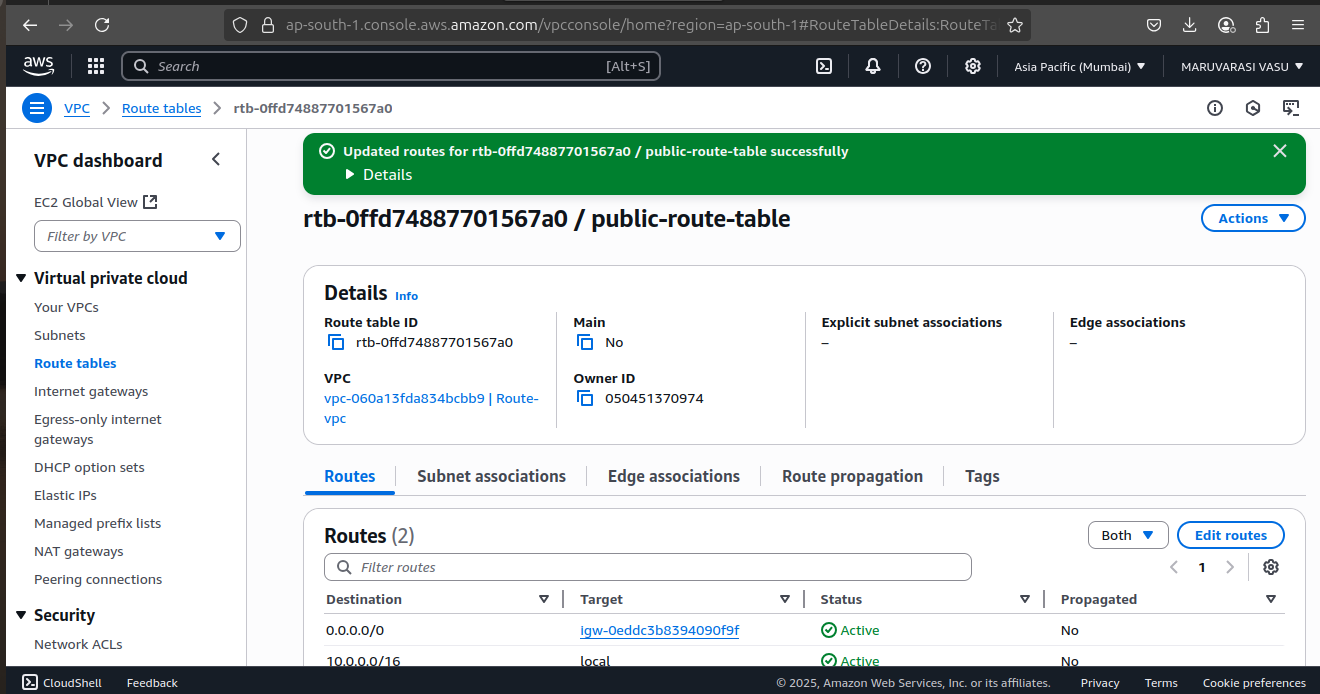 ap-south-1.console.aws.amazon.com/vpcconsole/home?region=ap-south-1#RouteTableDetails:RouteTa
aws
Search [Alt+S]
Asia Pacific (Mumbai)
MARUVARASI VASU
VPC
Route tables
rtb-0ffd74887701567a0
VPC dashboard
EC2 Global View
Filter by VPC
Virtual private cloud
Your VPCs
Subnets
Route tables
Internet gateways
Egress-only internet
gateways
DHCP option sets
Elastic IPs
Managed prefix lists
NAT gateways
Peering connections
Security
Network ACLs
Updated routes for rtb-0ffd74887701567a0 / public-route-table successfully
Details
rtb-0ffd74887701567a0 / public-route-table
Actions
Details Info
Route table ID
rtb-0ffd74887701567a0
Main
No
Explicit subnet associations
–
Edge associations
–
VPC
vpc-060a13fda834bcbb9 | Route-
vpc
Owner ID
050451370974
Routes Subnet associations Edge associations Route propagation Tags
Routes (2)
Both
Edit routes
Filter routes
1
Destination Target Status Propagated
0.0.0.0/0 igw-0eddc3b8394090f9f Active No
10.0.0.0/16 local Active No
CloudShell Feedback © 2025, Amazon Web Services, Inc. or its affiliates. Privacy Terms Cookie preferences